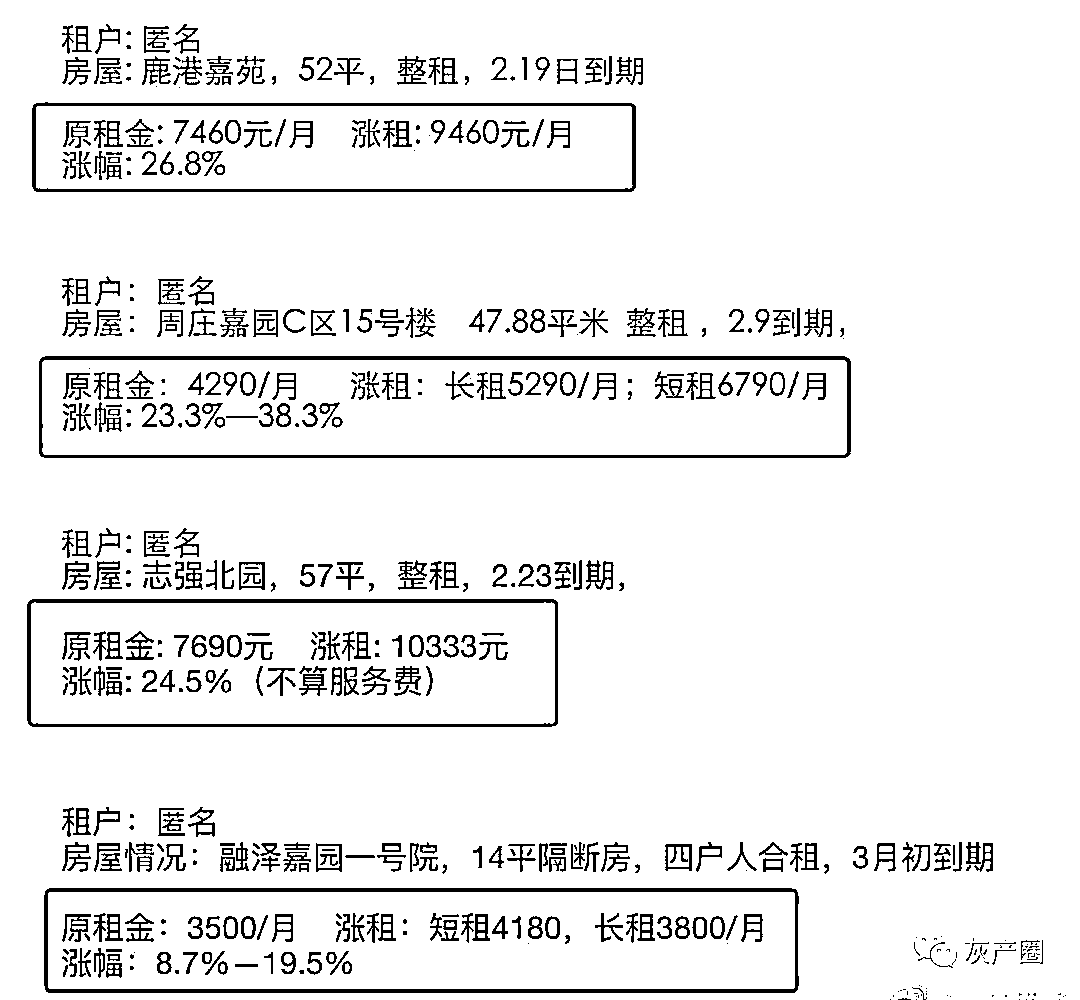 租户: 匿名
房屋: 鹿港嘉苑，52平，整租，2.19日到期
原租金: 7460元/月 涨租: 9460元/月
涨幅: 26.8%
租户： 匿名
房屋： 周庄嘉园C区15号楼 47.88平米 整租 ，2.9到期，
原租金： 4290/月 涨租： 长租5290/月；短租6790/月
涨幅: 23.3%—38.3%
租户: 匿名
房屋: 志强北园，57平，整租，2.23到期，
原租金: 7690元 涨租: 10333元
涨幅: 24.5%（不算服务费）
租户： 匿名
房屋情况： 融泽嘉园一号院，14平隔断房，四户人合租，3月初到期
原租金： 3500/月 涨租： 短租4180，长租3800/月
涨幅： 8.7%－19.5%
灰产圈